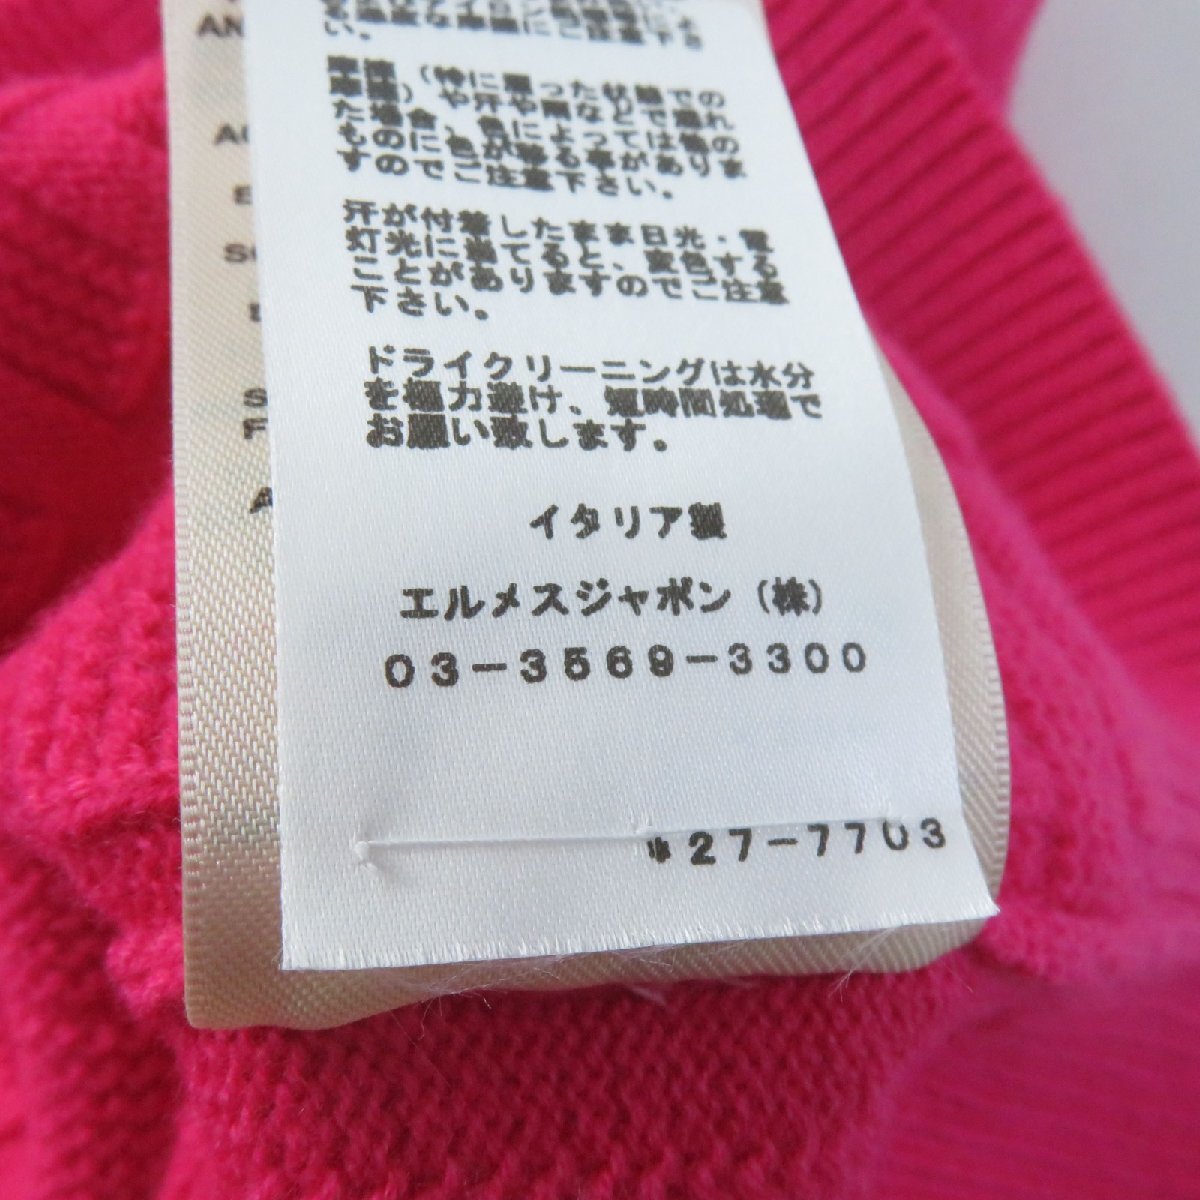 い。
摩擦（特に湿った状態での
摩擦）や汗や雨などで濡れ
た場合、色によっては他の
ものに色が移る事がありま
すのでご注意下さい。
汗が付着したまま日光・電
灯光に当てると、変色する
ことがありますのでご注意
下さい。
ドライクリーニングは水分
を極力避け、短時間処理で
お願い致します。
イタリア製
エルメスジャポン（株）
03-3569-3300
27-7703
AN